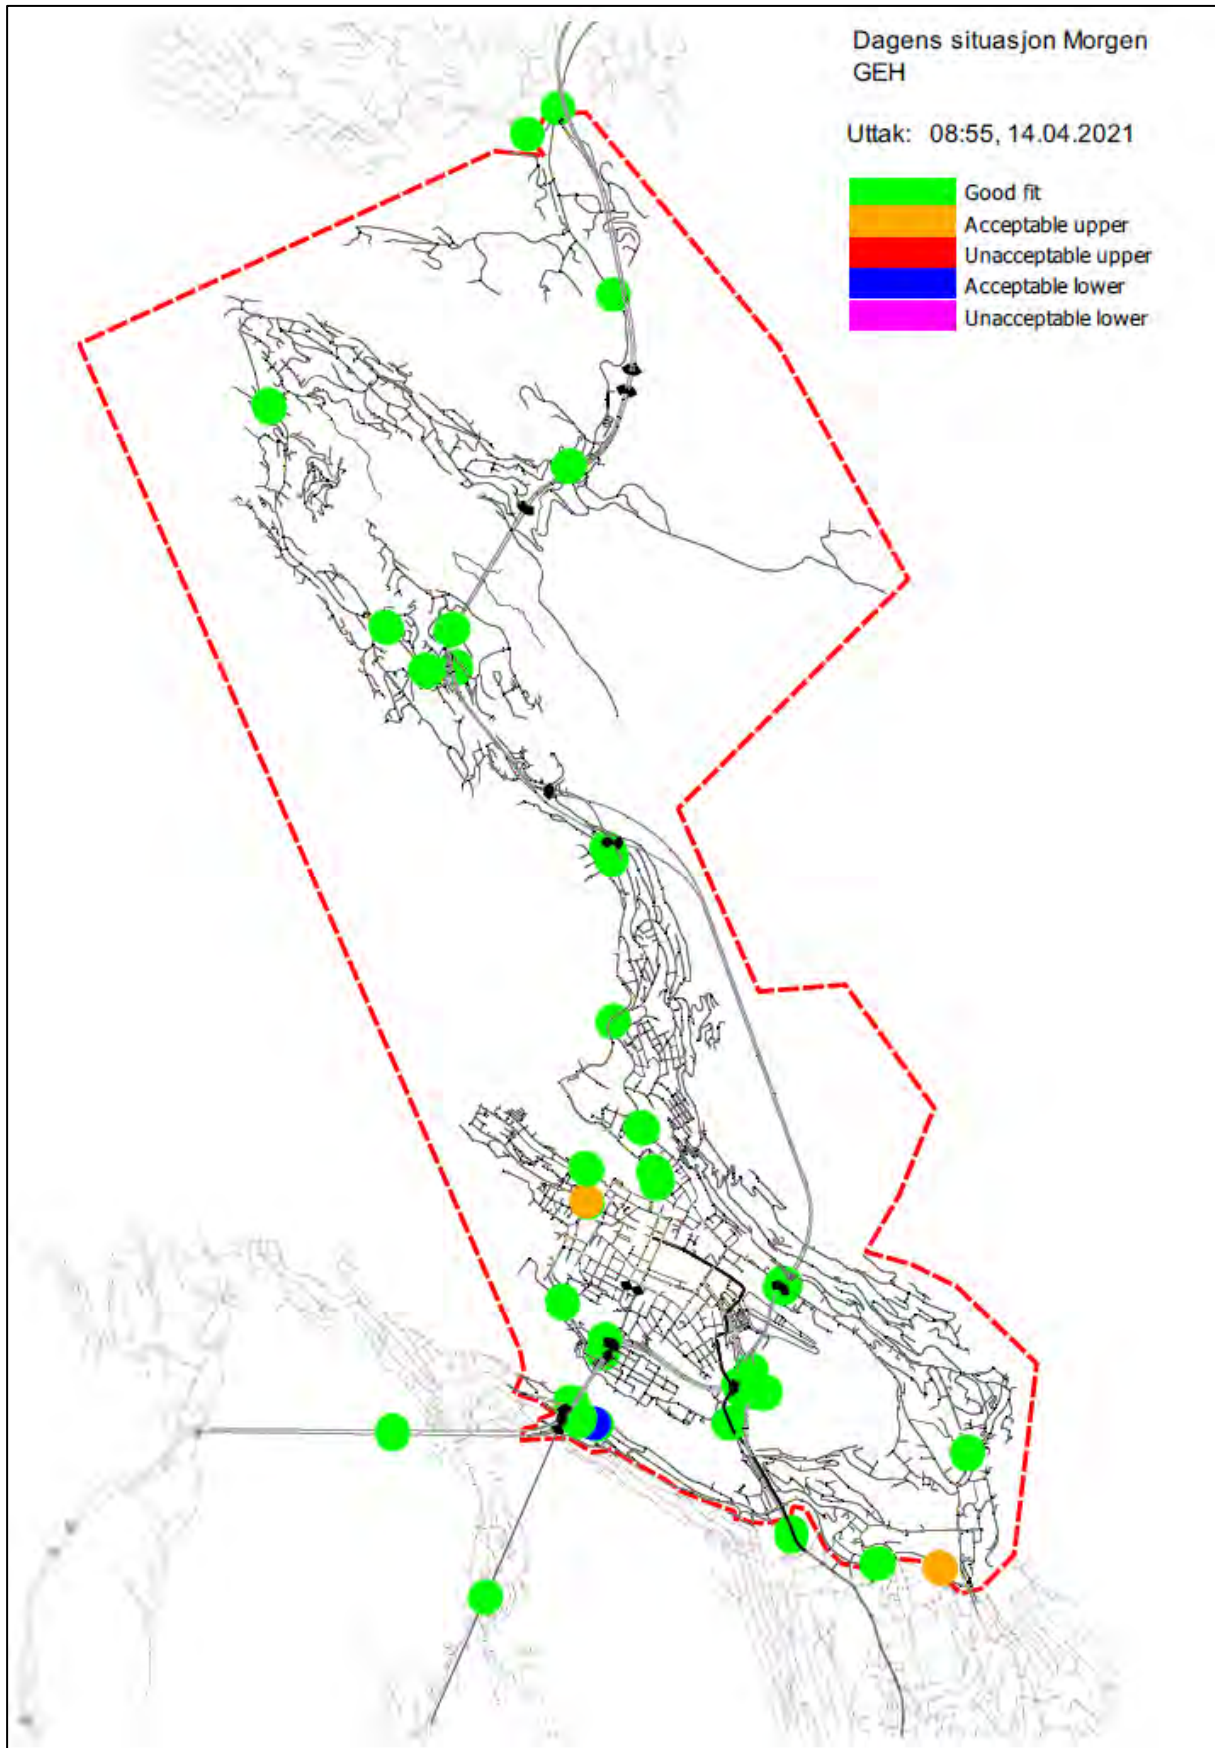 Dagens situasjon Morgen
GEH
Uttak: 08:55, 14.04.2021
Good fit
Acceptable upper
Unacceptable upper
Acceptable lower
Unacceptable lower